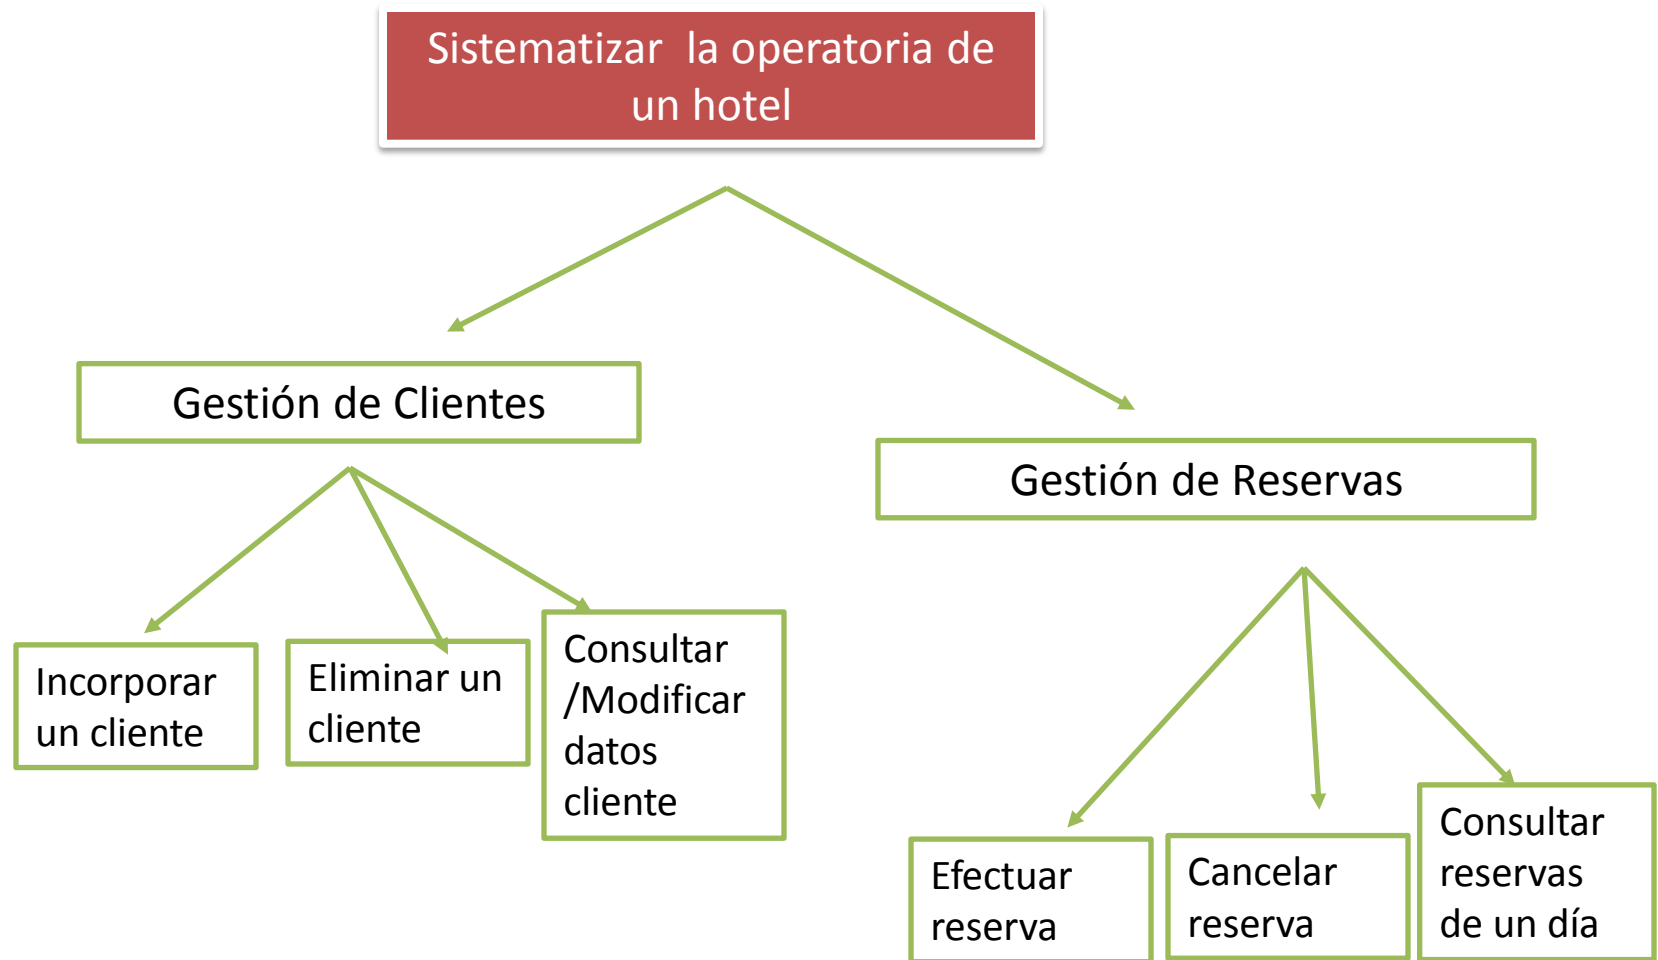 Sistematizar la operatoria de
un hotel
Gestión de Clientes
Gestión de Reservas
Incorporar
un cliente
Eliminar un
cliente
Consultar
/Modificar
datos
cliente
Efectuar
reserva
Cancelar
reserva
Consultar
reservas
de un día